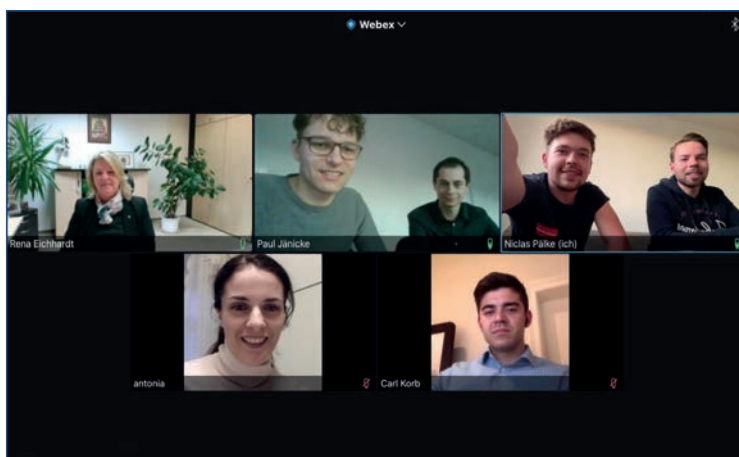 Webex
Rena Eichhardt
Paul Jänicke
Niclas Pälke (ich)
antonia
Carl Korb